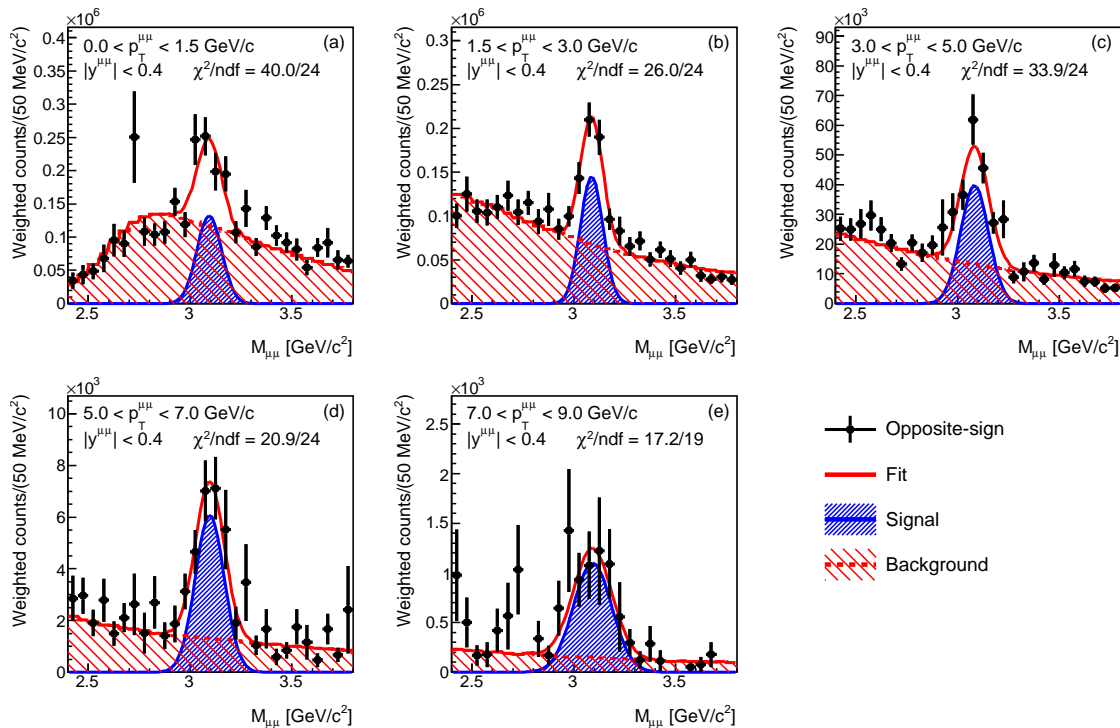 ×10⁶
0.0 < p_T^μμ < 1.5 GeV/c (a)
|y^μμ| < 0.4 χ²/ndf = 40.0/24
Weighted counts/(50 MeV/c²)
0.4
0.35
0.3
0.25
0.2
0.15
0.1
0.05
0
2.5 3 3.5
M_μμ [GeV/c²]
×10⁶
1.5 < p_T^μμ < 3.0 GeV/c (b)
|y^μμ| < 0.4 χ²/ndf = 26.0/24
Weighted counts/(50 MeV/c²)
0.3
0.25
0.2
0.15
0.1
0.05
0
2.5 3 3.5
M_μμ [GeV/c²]
×10³
3.0 < p_T^μμ < 5.0 GeV/c (c)
|y^μμ| < 0.4 χ²/ndf = 33.9/24
Weighted counts/(50 MeV/c²)
90
80
70
60
50
40
30
20
10
0
2.5 3 3.5
M_μμ [GeV/c²]
×10³
5.0 < p_T^μμ < 7.0 GeV/c (d)
|y^μμ| < 0.4 χ²/ndf = 20.9/24
Weighted counts/(50 MeV/c²)
10
8
6
4
2
0
2.5 3 3.5
M_μμ [GeV/c²]
×10³
7.0 < p_T^μμ < 9.0 GeV/c (e)
|y^μμ| < 0.4 χ²/ndf = 17.2/19
Weighted counts/(50 MeV/c²)
2.5
2
1.5
1
0.5
0
2.5 3 3.5
M_μμ [GeV/c²]
Opposite-sign
Fit
Signal
Background